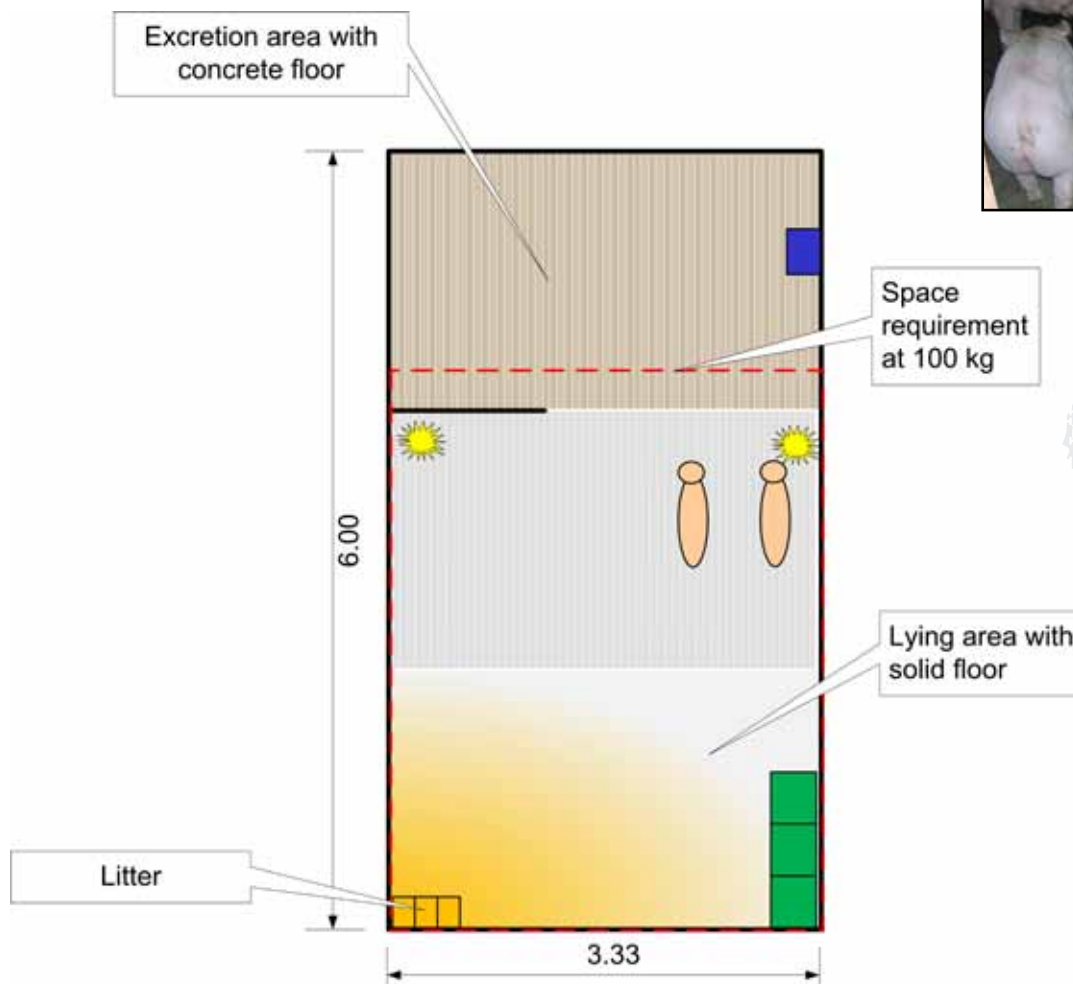 Excretion area with
concrete floor
Space
requirement
at 100 kg
6.00
Lying area with
solid floor
Litter
3.33